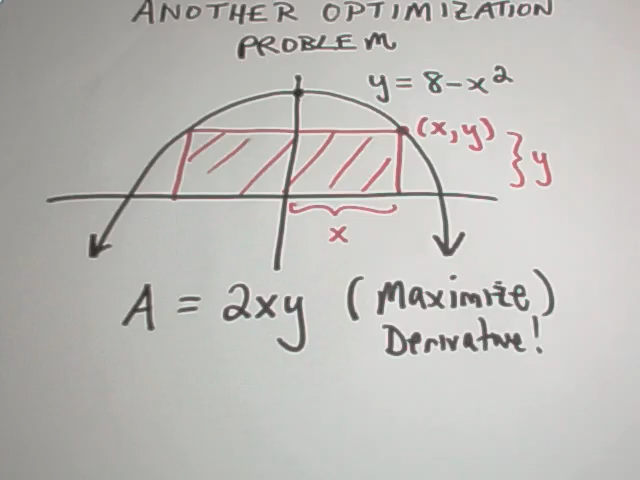 ANOTHER OPTIMIZATION
PROBLEM
y = 8-x²
(x,y)
} y
x
A = 2xy (Maximize)
Derivative!